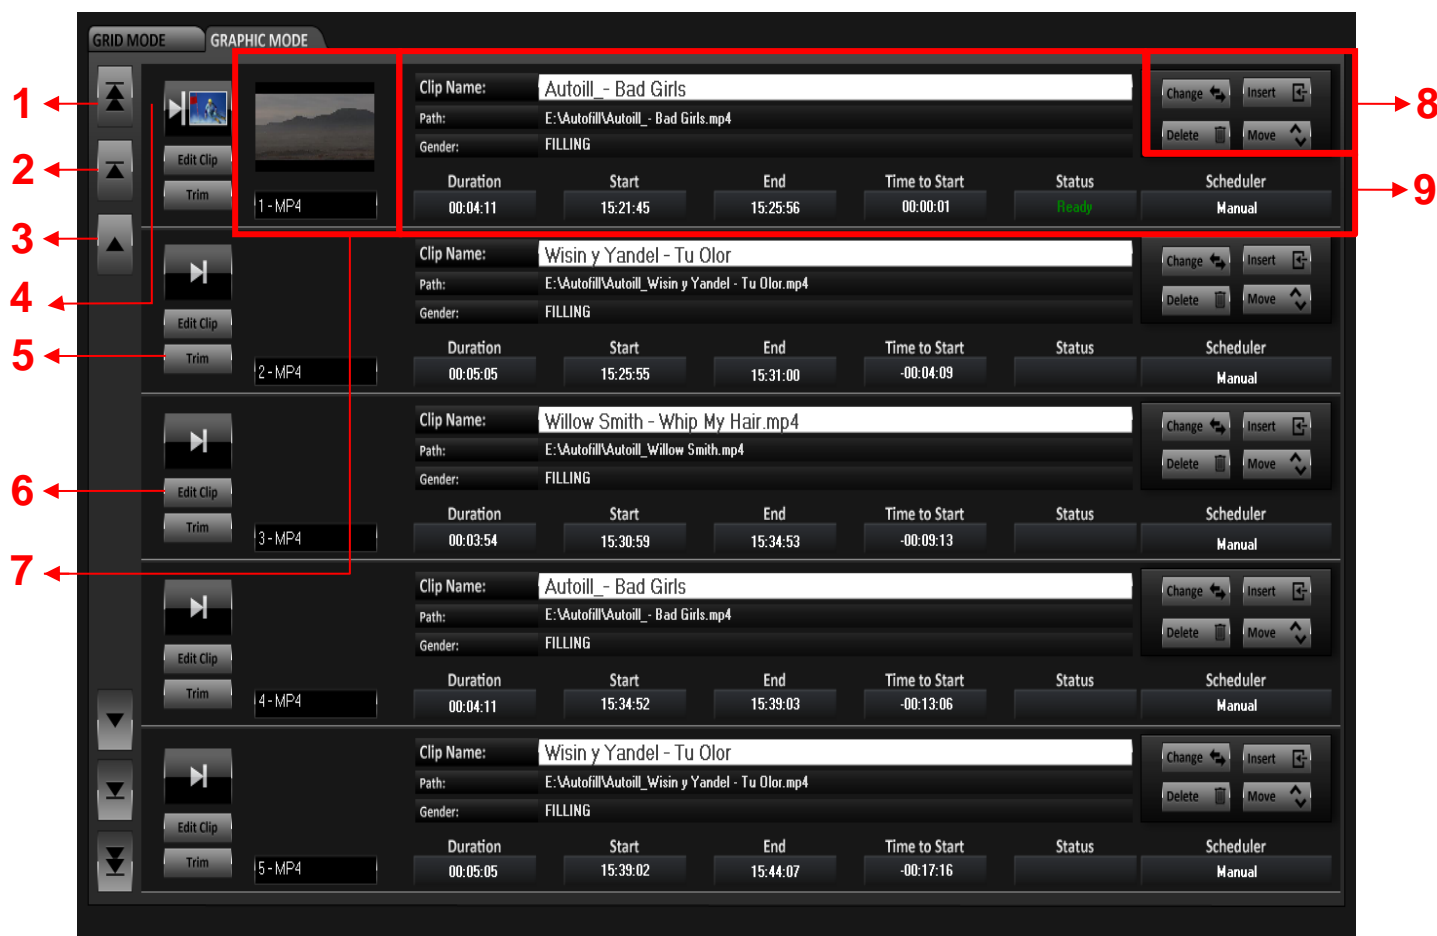 GRID MODE GRAPHIC MODE
1
2
3
4
5
6
7
8
9
Edit Clip
Trim
1 - MP4
Clip Name: Autoill_- Bad Girls
Path: E:\Autofill\Autoill_- Bad Girls.mp4
Gender: FILLING
Change Insert
Delete Move
Duration Start End Time to Start Status Scheduler
00:04:11 15:21:45 15:25:56 00:00:01 Ready Manual
Edit Clip
Trim
2 - MP4
Clip Name: Wisin y Yandel - Tu Olor
Path: E:\Autofill\Autoill_Wisin y Yandel - Tu Olor.mp4
Gender: FILLING
Change Insert
Delete Move
Duration Start End Time to Start Status Scheduler
00:05:05 15:25:55 15:31:00 -00:04:09 Manual
Edit Clip
Trim
3 - MP4
Clip Name: Willow Smith - Whip My Hair.mp4
Path: E:\Autofill\Autoill_Willow Smith.mp4
Gender: FILLING
Change Insert
Delete Move
Duration Start End Time to Start Status Scheduler
00:03:54 15:30:59 15:34:53 -00:09:13 Manual
Edit Clip
Trim
4 - MP4
Clip Name: Autoill_- Bad Girls
Path: E:\Autofill\Autoill_- Bad Girls.mp4
Gender: FILLING
Change Insert
Delete Move
Duration Start End Time to Start Status Scheduler
00:04:11 15:34:52 15:39:03 -00:13:06 Manual
Edit Clip
Trim
5 - MP4
Clip Name: Wisin y Yandel - Tu Olor
Path: E:\Autofill\Autoill_Wisin y Yandel - Tu Olor.mp4
Gender: FILLING
Change Insert
Delete Move
Duration Start End Time to Start Status Scheduler
00:05:05 15:39:02 15:44:07 -00:17:16 Manual